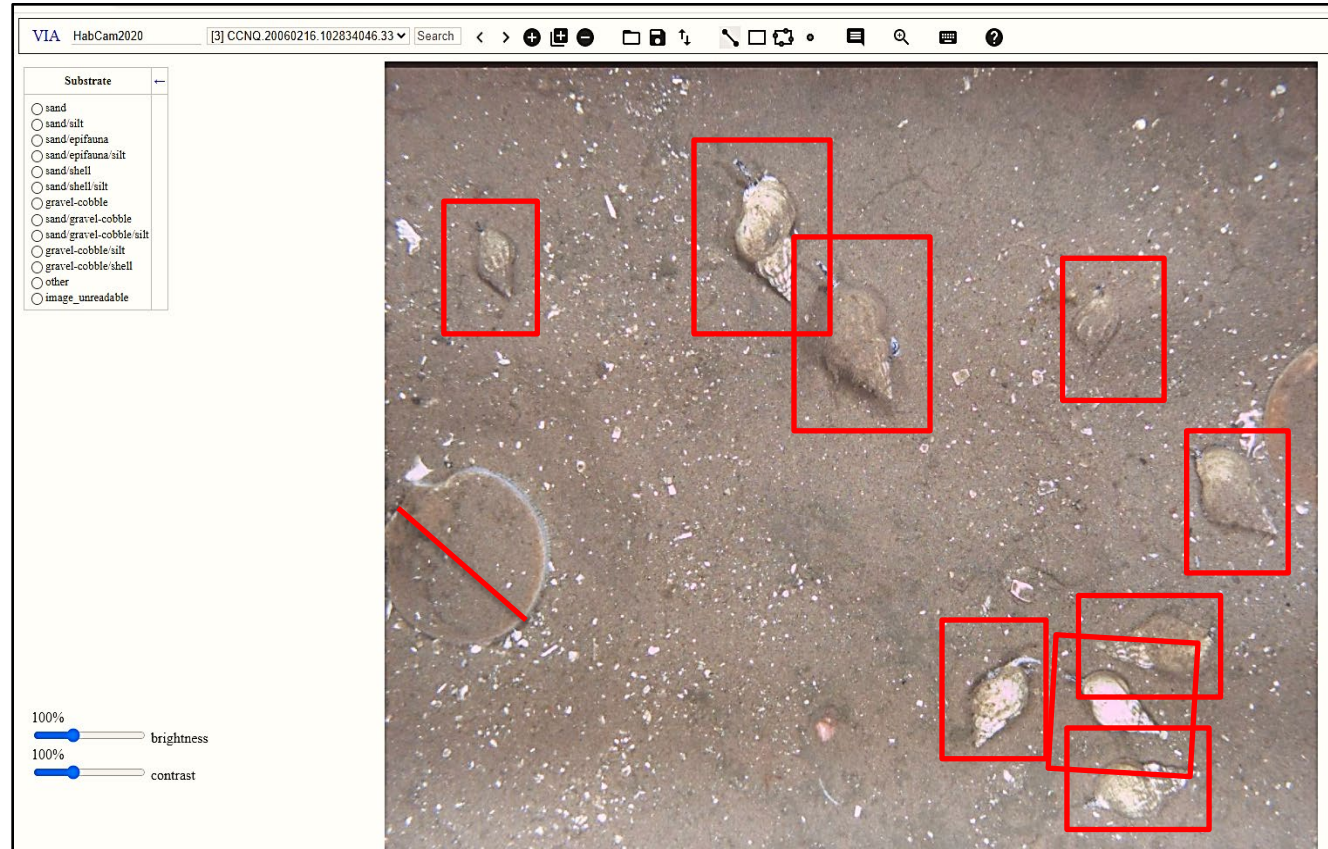 VIA HabCam2020 [3] CCNQ.20060216.102834046.33 Search
Substrate ←
sand
sand/silt
sand/epifauna
sand/epifauna/silt
sand/shell
sand/shell/silt
gravel-cobble
sand/gravel-cobble
sand/gravel-cobble/silt
gravel-cobble/silt
gravel-cobble/shell
other
image_unreadable
100%
brightness
100%
contrast